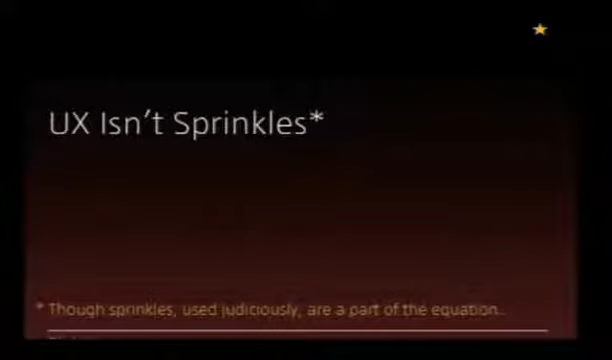 UX Isn't Sprinkles*
* Though sprinkles, used judiciously, are a part of the equation.